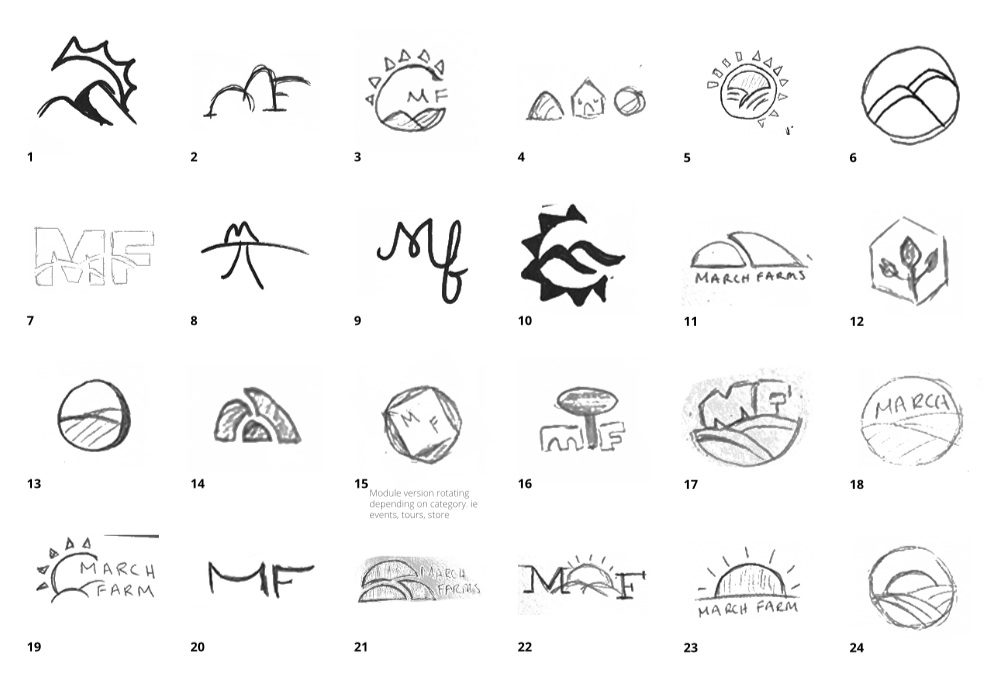 M F
1
2
3
4
5
6
MF
Mf
MARCH FARMS
7
8
9
10
11
12
M F
MF
MF
MARCH
13
14
15
16
17
18
Module version rotating
depending on category. ie
events, tours, store
MARCH
FARM
MF
MARCH
FARMS
M F
MARCH FARM
19
20
21
22
23
24